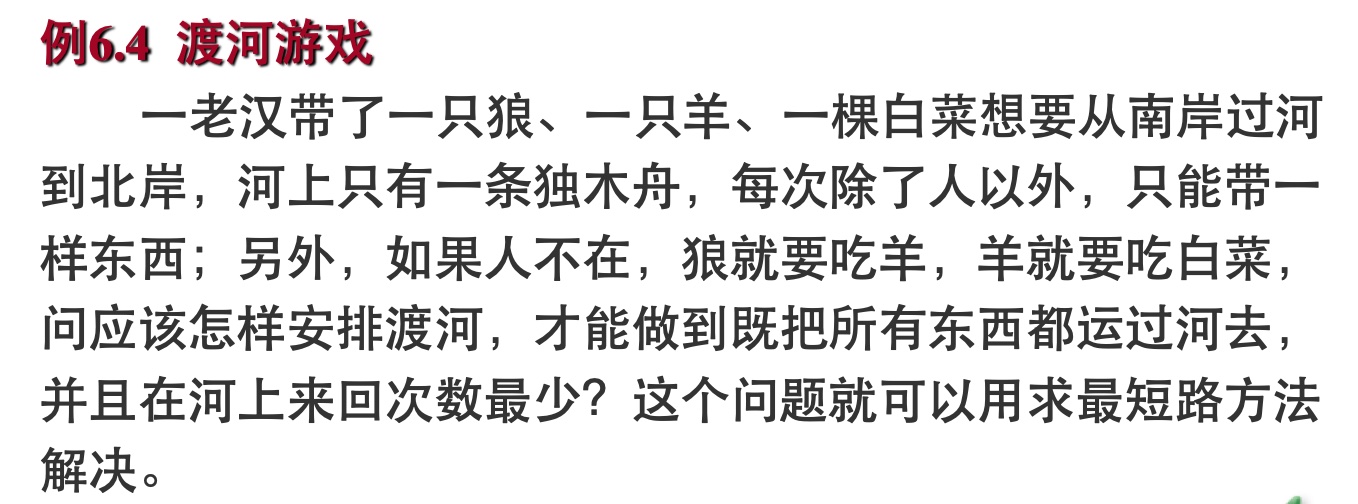 例6.4 渡河游戏
一老汉带了一只狼、一只羊、一棵白菜想要从南岸过河
到北岸，河上只有一条独木舟，每次除了人以外，只能带一
样东西；另外，如果人不在，狼就要吃羊，羊就要吃白菜，
问应该怎样安排渡河，才能做到既把所有东西都运过河去，
并且在河上来回次数最少？这个问题就可以用求最短路方法
解决。